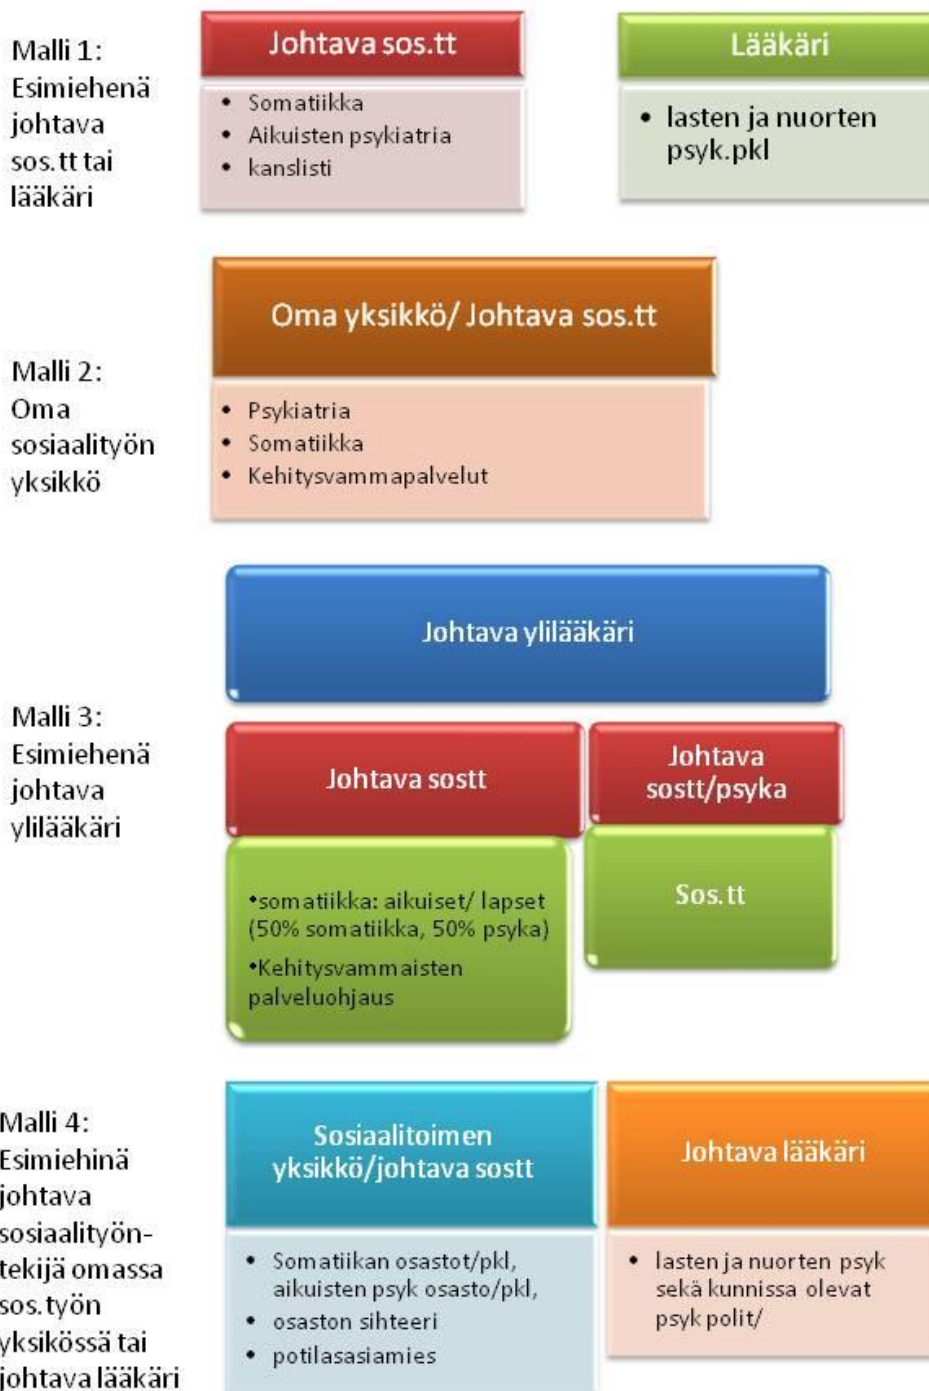 Malli 1:
Esimiehenä
johtava
sos.tt tai
lääkäri
Johtava sos.tt
• Somatiikka
• Aikuisten psykiatria
• kanslisti
Lääkäri
• lasten ja nuorten
psyk.pkl
Malli 2:
Oma
sosiaalityön
yksikkö
Oma yksikkö/ Johtava sos.tt
• Psykiatria
• Somatiikka
• Kehitysvammapalvelut
Malli 3:
Esimiehenä
johtava
ylilääkäri
Johtava ylilääkäri
Johtava sostt
Johtava
sostt/psyka
•somatiikka: aikuiset/ lapset
(50% somatiikka, 50% psyka)
•Kehitysvammaisten
palveluohjaus
Sos.tt
Malli 4:
Esimiehinä
johtava
sosiaalityön-
tekijä omassa
sos.työn
yksikössä tai
johtava lääkäri
Sosiaalitoimen
yksikkö/johtava sostt
• Somatiikan osastot/pkl,
aikuisten psyk osasto/pkl,
• osaston sihteeri
• potilasasiamies
Johtava lääkäri
• lasten ja nuorten psyk
sekä kunnissa olevat
psyk polit/